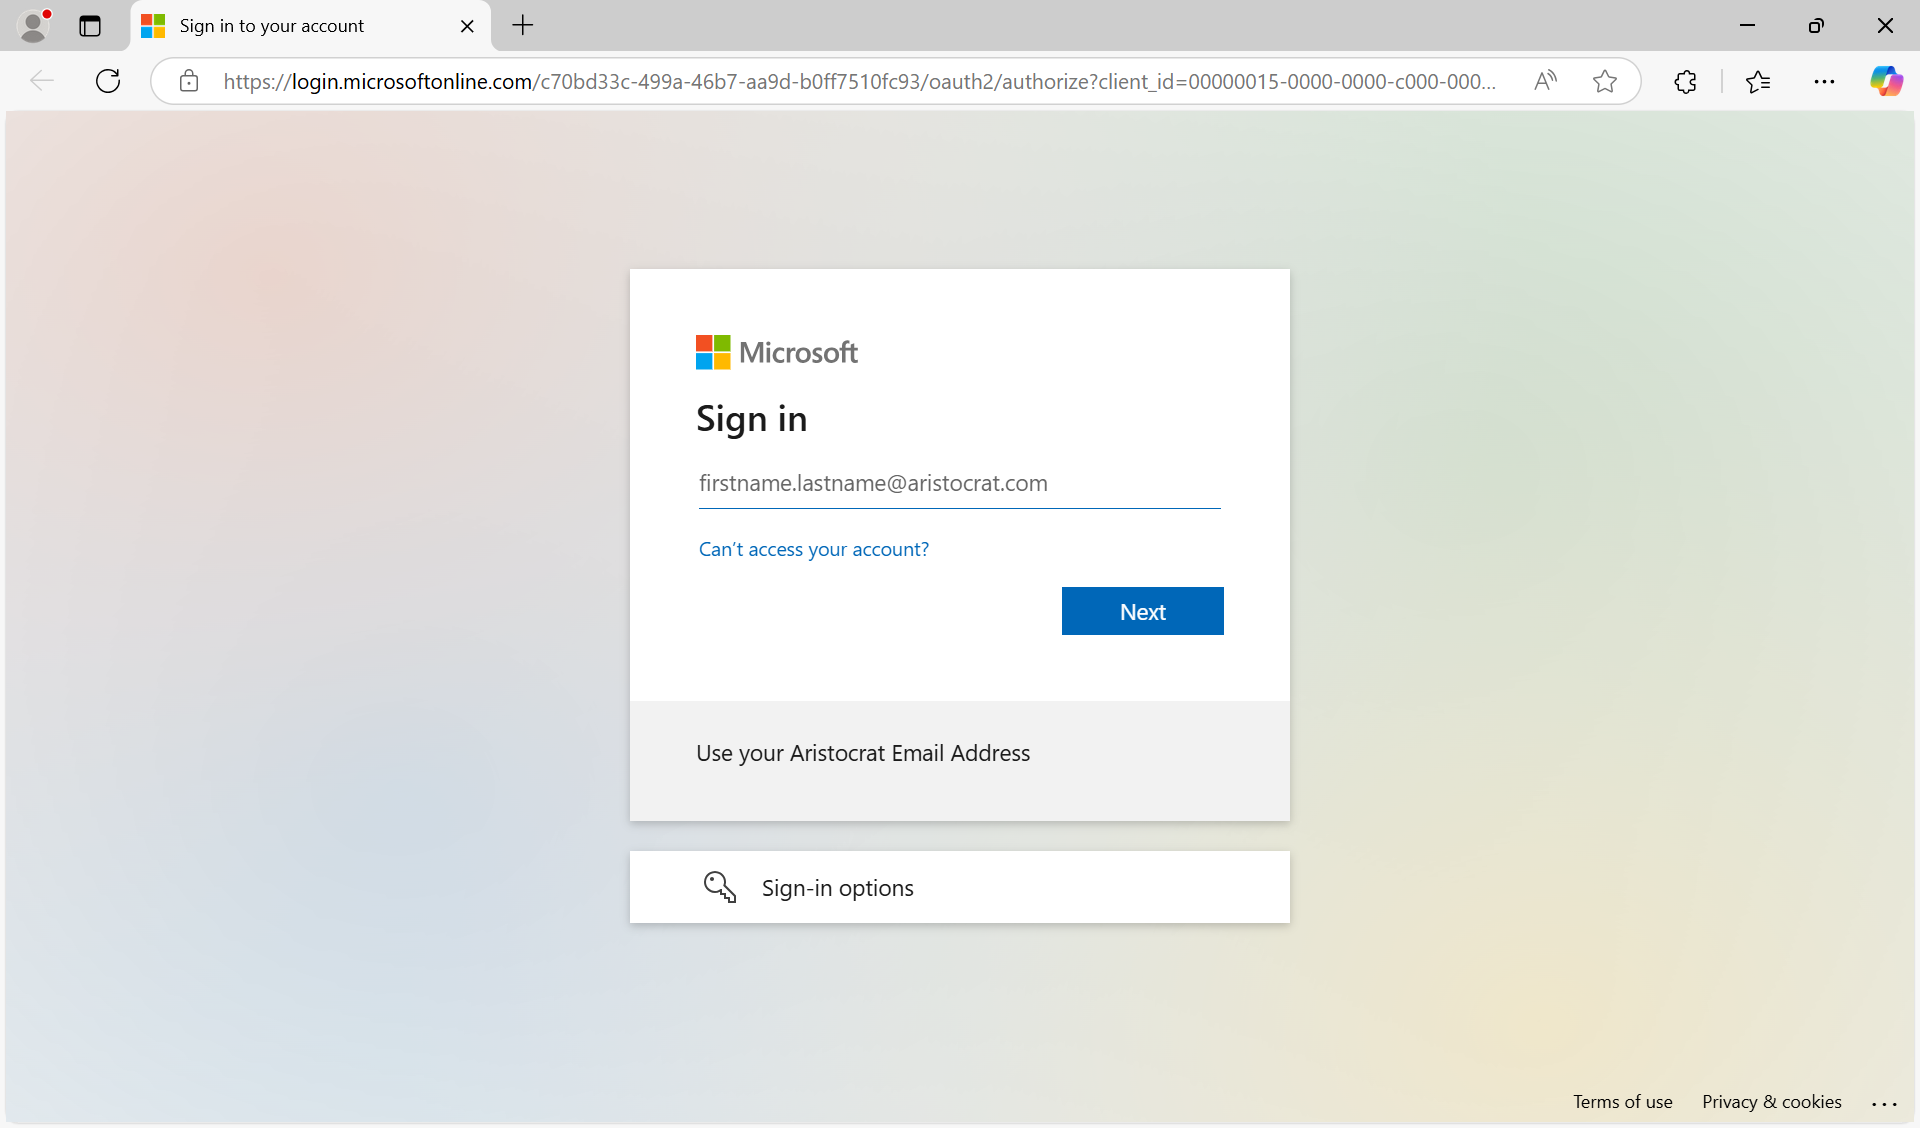 Sign in to your account
https://login.microsoftonline.com/c70bd33c-499a-46b7-aa9d-b0ff7510fc93/oauth2/authorize?client_id=00000015-0000-0000-c000-000...
Microsoft
Sign in
firstname.lastname@aristocrat.com
Can't access your account?
Next
Use your Aristocrat Email Address
Sign-in options
Terms of use
Privacy & cookies
...